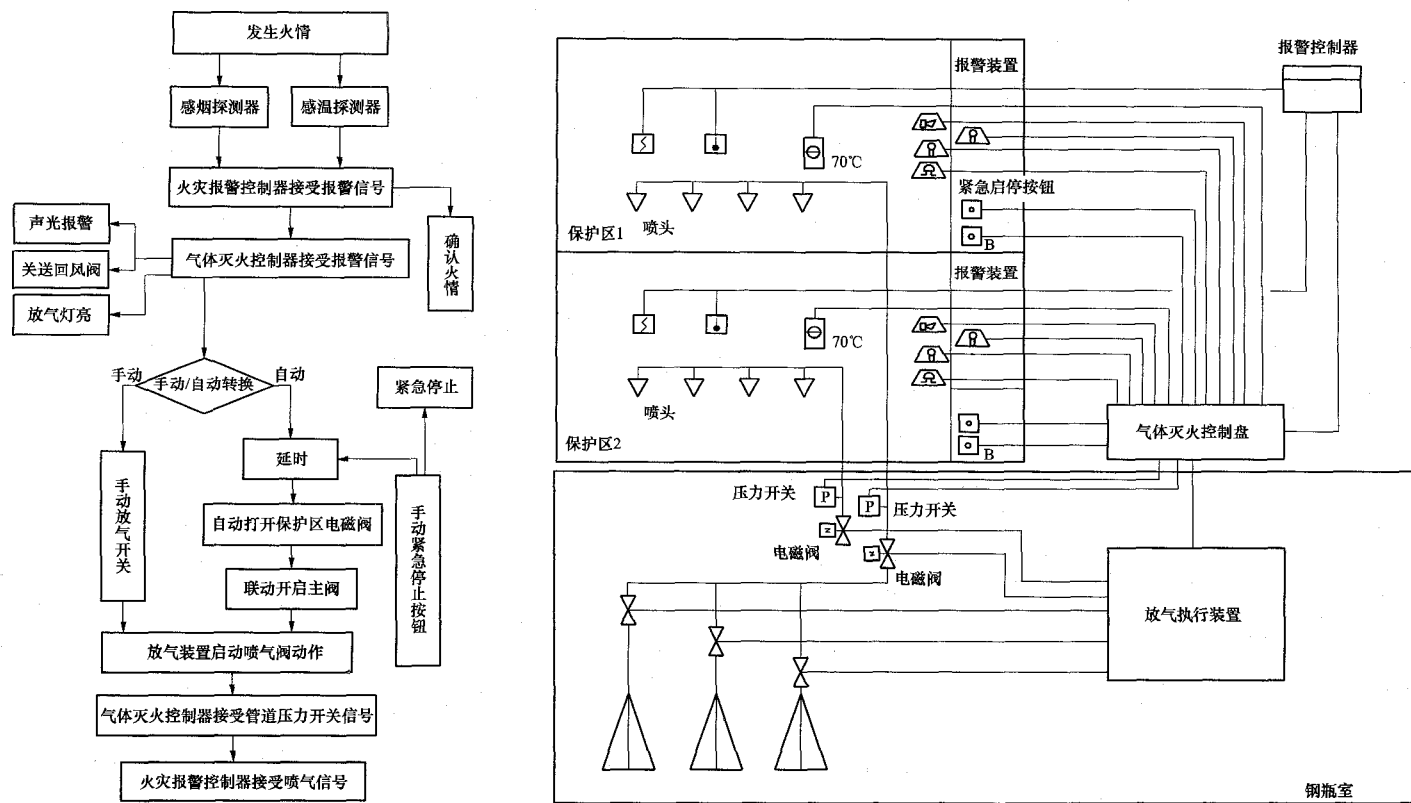 发生火情
感烟探测器
感温探测器
火灾报警控制器接受报警信号
声光报警
关送回风阀
放气灯亮
气体灭火控制器接受报警信号
确认火情
手动
手动/自动转换
自动
紧急停止
手动放气开关
延时
自动打开保护区电磁阀
联动开启主阀
手动紧急停止按钮
放气装置启动喷气阀动作
气体灭火控制器接受管道压力开关信号
火灾报警控制器接受喷气信号
报警装置
报警控制器
70℃
紧急启停按钮
喷头
保护区1
B
报警装置
70℃
喷头
保护区2
B
气体灭火控制盘
压力开关
P
P
压力开关
电磁阀
电磁阀
放气执行装置
钢瓶室